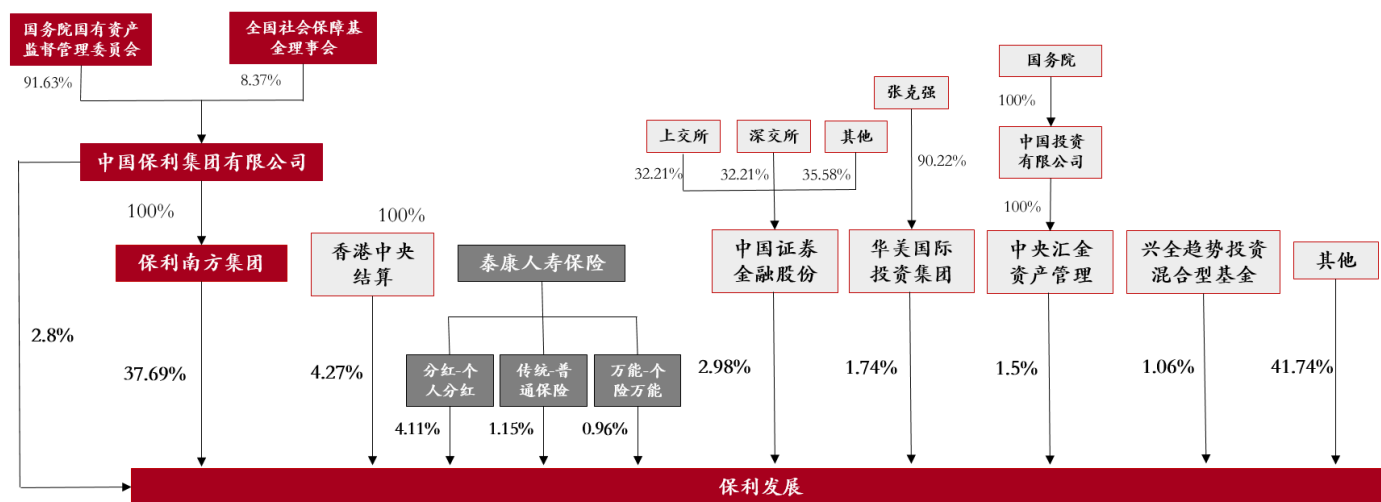 国务院国有资产
监督管理委员会
全国社会保障基
金理事会
91.63%
8.37%
国务院
张克强
100%
上交所
深交所
其他
中国投资
有限公司
中国保利集团有限公司
32.21%
32.21%
35.58%
90.22%
100%
100%
100%
保利南方集团
香港中央
结算
泰康人寿保险
中国证券
金融股份
华美国际
投资集团
中央汇金
资产管理
兴全趋势投资
混合型基金
其他
2.8%
37.69%
4.27%
分红-个
人分红
传统-普
通保险
万能-个
险万能
2.98%
1.74%
1.5%
1.06%
41.74%
4.11%
1.15%
0.96%
保利发展